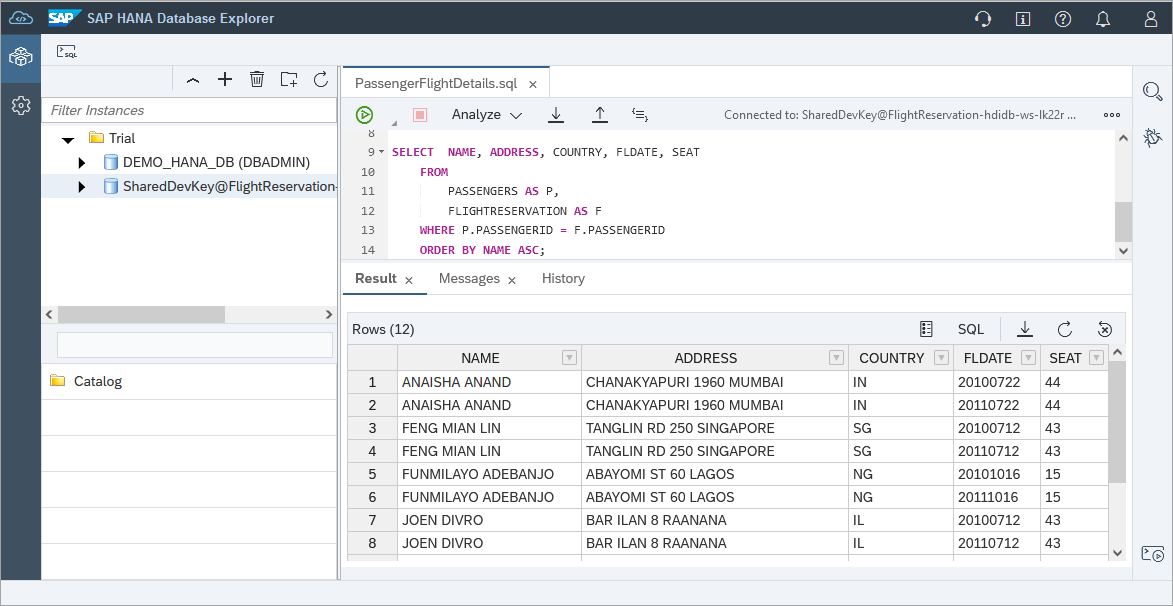 SAP SAP HANA Database Explorer
SQL
PassengerFlightDetails.sql
Filter Instances
Trial
DEMO_HANA_DB (DBADMIN)
SharedDevKey@FlightReservation-
Catalog
Analyze
Connected to: SharedDevKey@FlightReservation-hdidb-ws-lk22r ...
8
9 SELECT NAME, ADDRESS, COUNTRY, FLDATE, SEAT
10 FROM
11 PASSENGERS AS P,
12 FLIGHTRESERVATION AS F
13 WHERE P.PASSENGERID = F.PASSENGERID
14 ORDER BY NAME ASC;
Result Messages History
Rows (12) SQL
NAME ADDRESS COUNTRY FLDATE SEAT
1 ANAISHA ANAND CHANAKYAPURI 1960 MUMBAI IN 20100722 44
2 ANAISHA ANAND CHANAKYAPURI 1960 MUMBAI IN 20110722 44
3 FENG MIAN LIN TANGLIN RD 250 SINGAPORE SG 20100712 43
4 FENG MIAN LIN TANGLIN RD 250 SINGAPORE SG 20110712 43
5 FUNMILAYO ADEBANJO ABAYOMI ST 60 LAGOS NG 20101016 15
6 FUNMILAYO ADEBANJO ABAYOMI ST 60 LAGOS NG 20111016 15
7 JOEN DIVRO BAR ILAN 8 RAANANA IL 20100712 43
8 JOEN DIVRO BAR ILAN 8 RAANANA IL 20110712 43